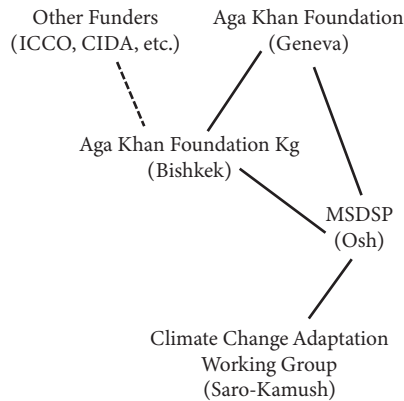 Other Funders
(ICCO, CIDA, etc.)
Aga Khan Foundation
(Geneva)
Aga Khan Foundation Kg
(Bishkek)
MSDSP
(Osh)
Climate Change Adaptation
Working Group
(Saro-Kamush)